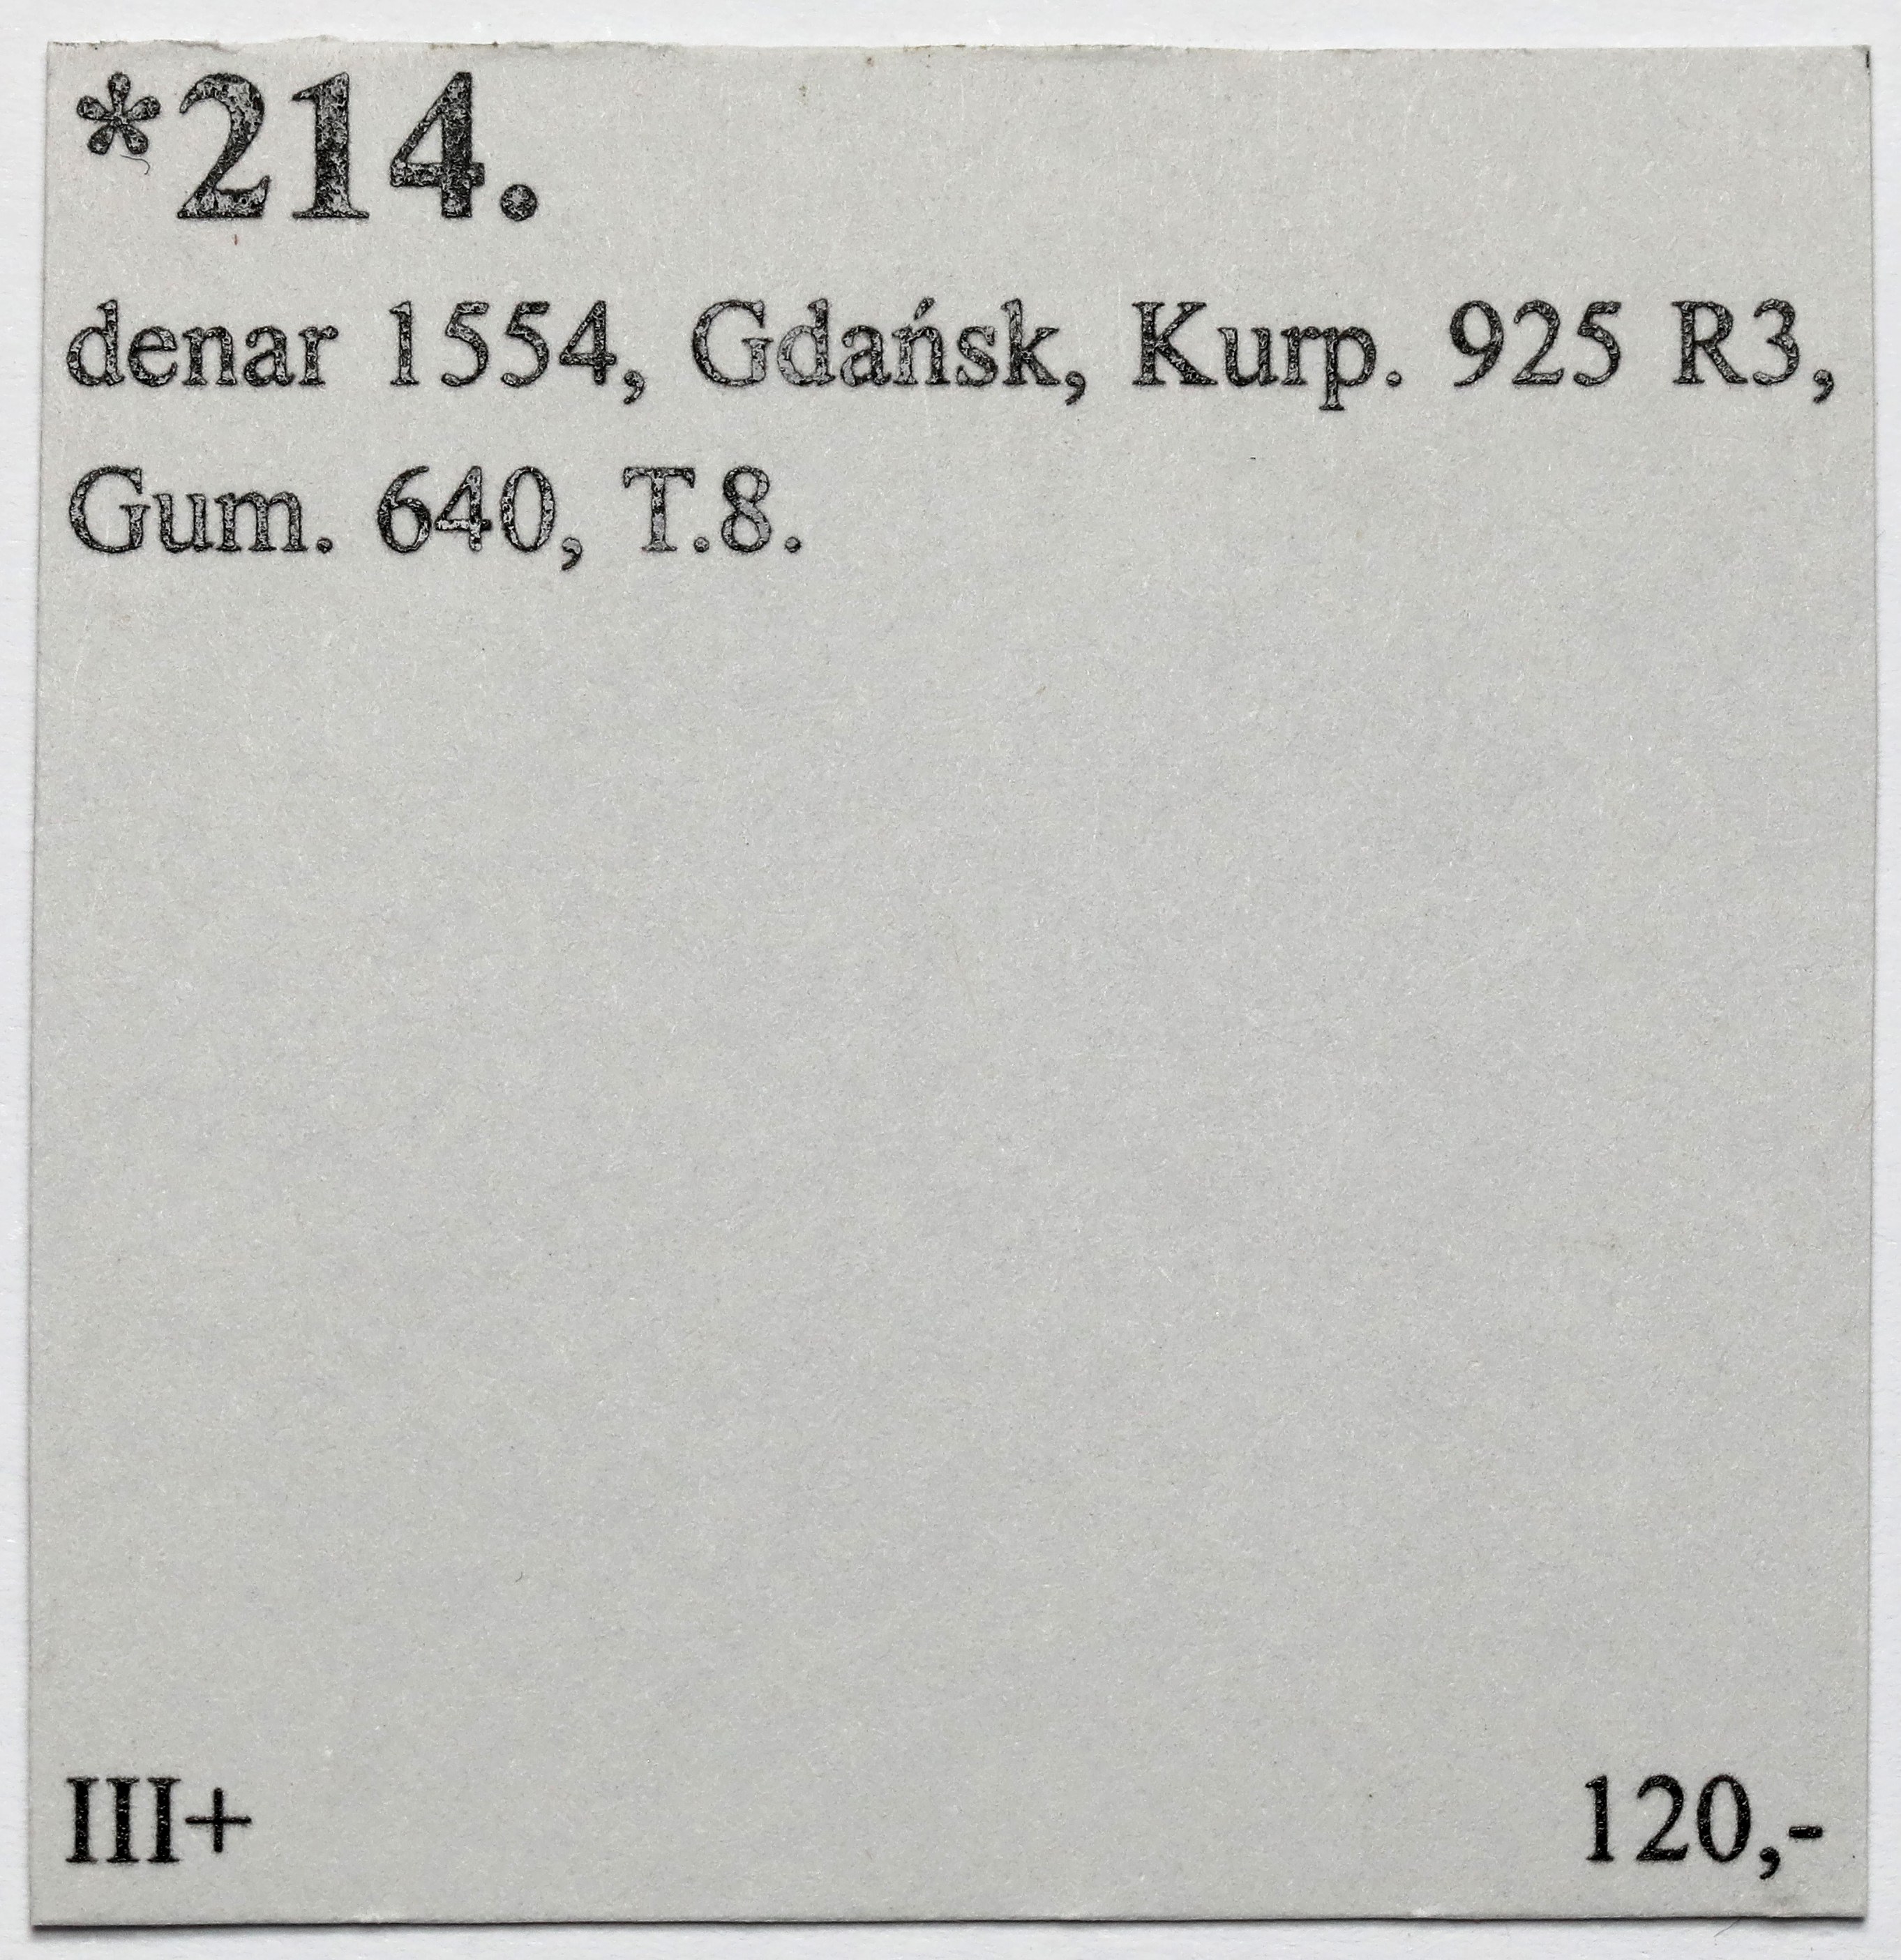 *214.
denar 1554, Gdańsk, Kurp. 925 R3,
Gum. 640, T.8.
III+ 120,-